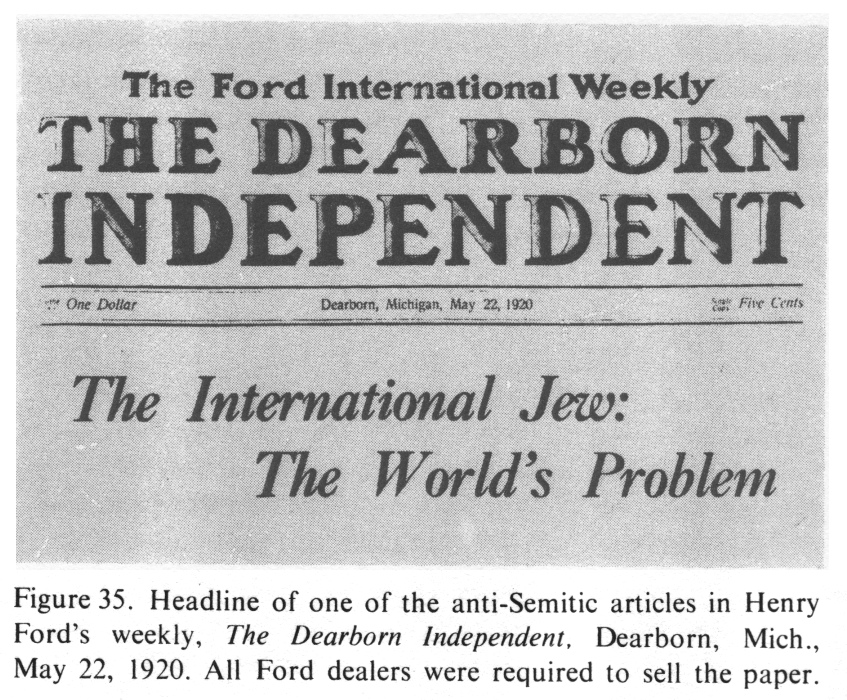 The Ford International Weekly
THE DEARBORN
INDEPENDENT
One Dollar
Dearborn, Michigan, May 22, 1920
Single Copy Five Cents
The International Jew:
The World's Problem
Figure 35. Headline of one of the anti-Semitic articles in Henry
Ford's weekly, The Dearborn Independent, Dearborn, Mich.,
May 22, 1920. All Ford dealers were required to sell the paper.